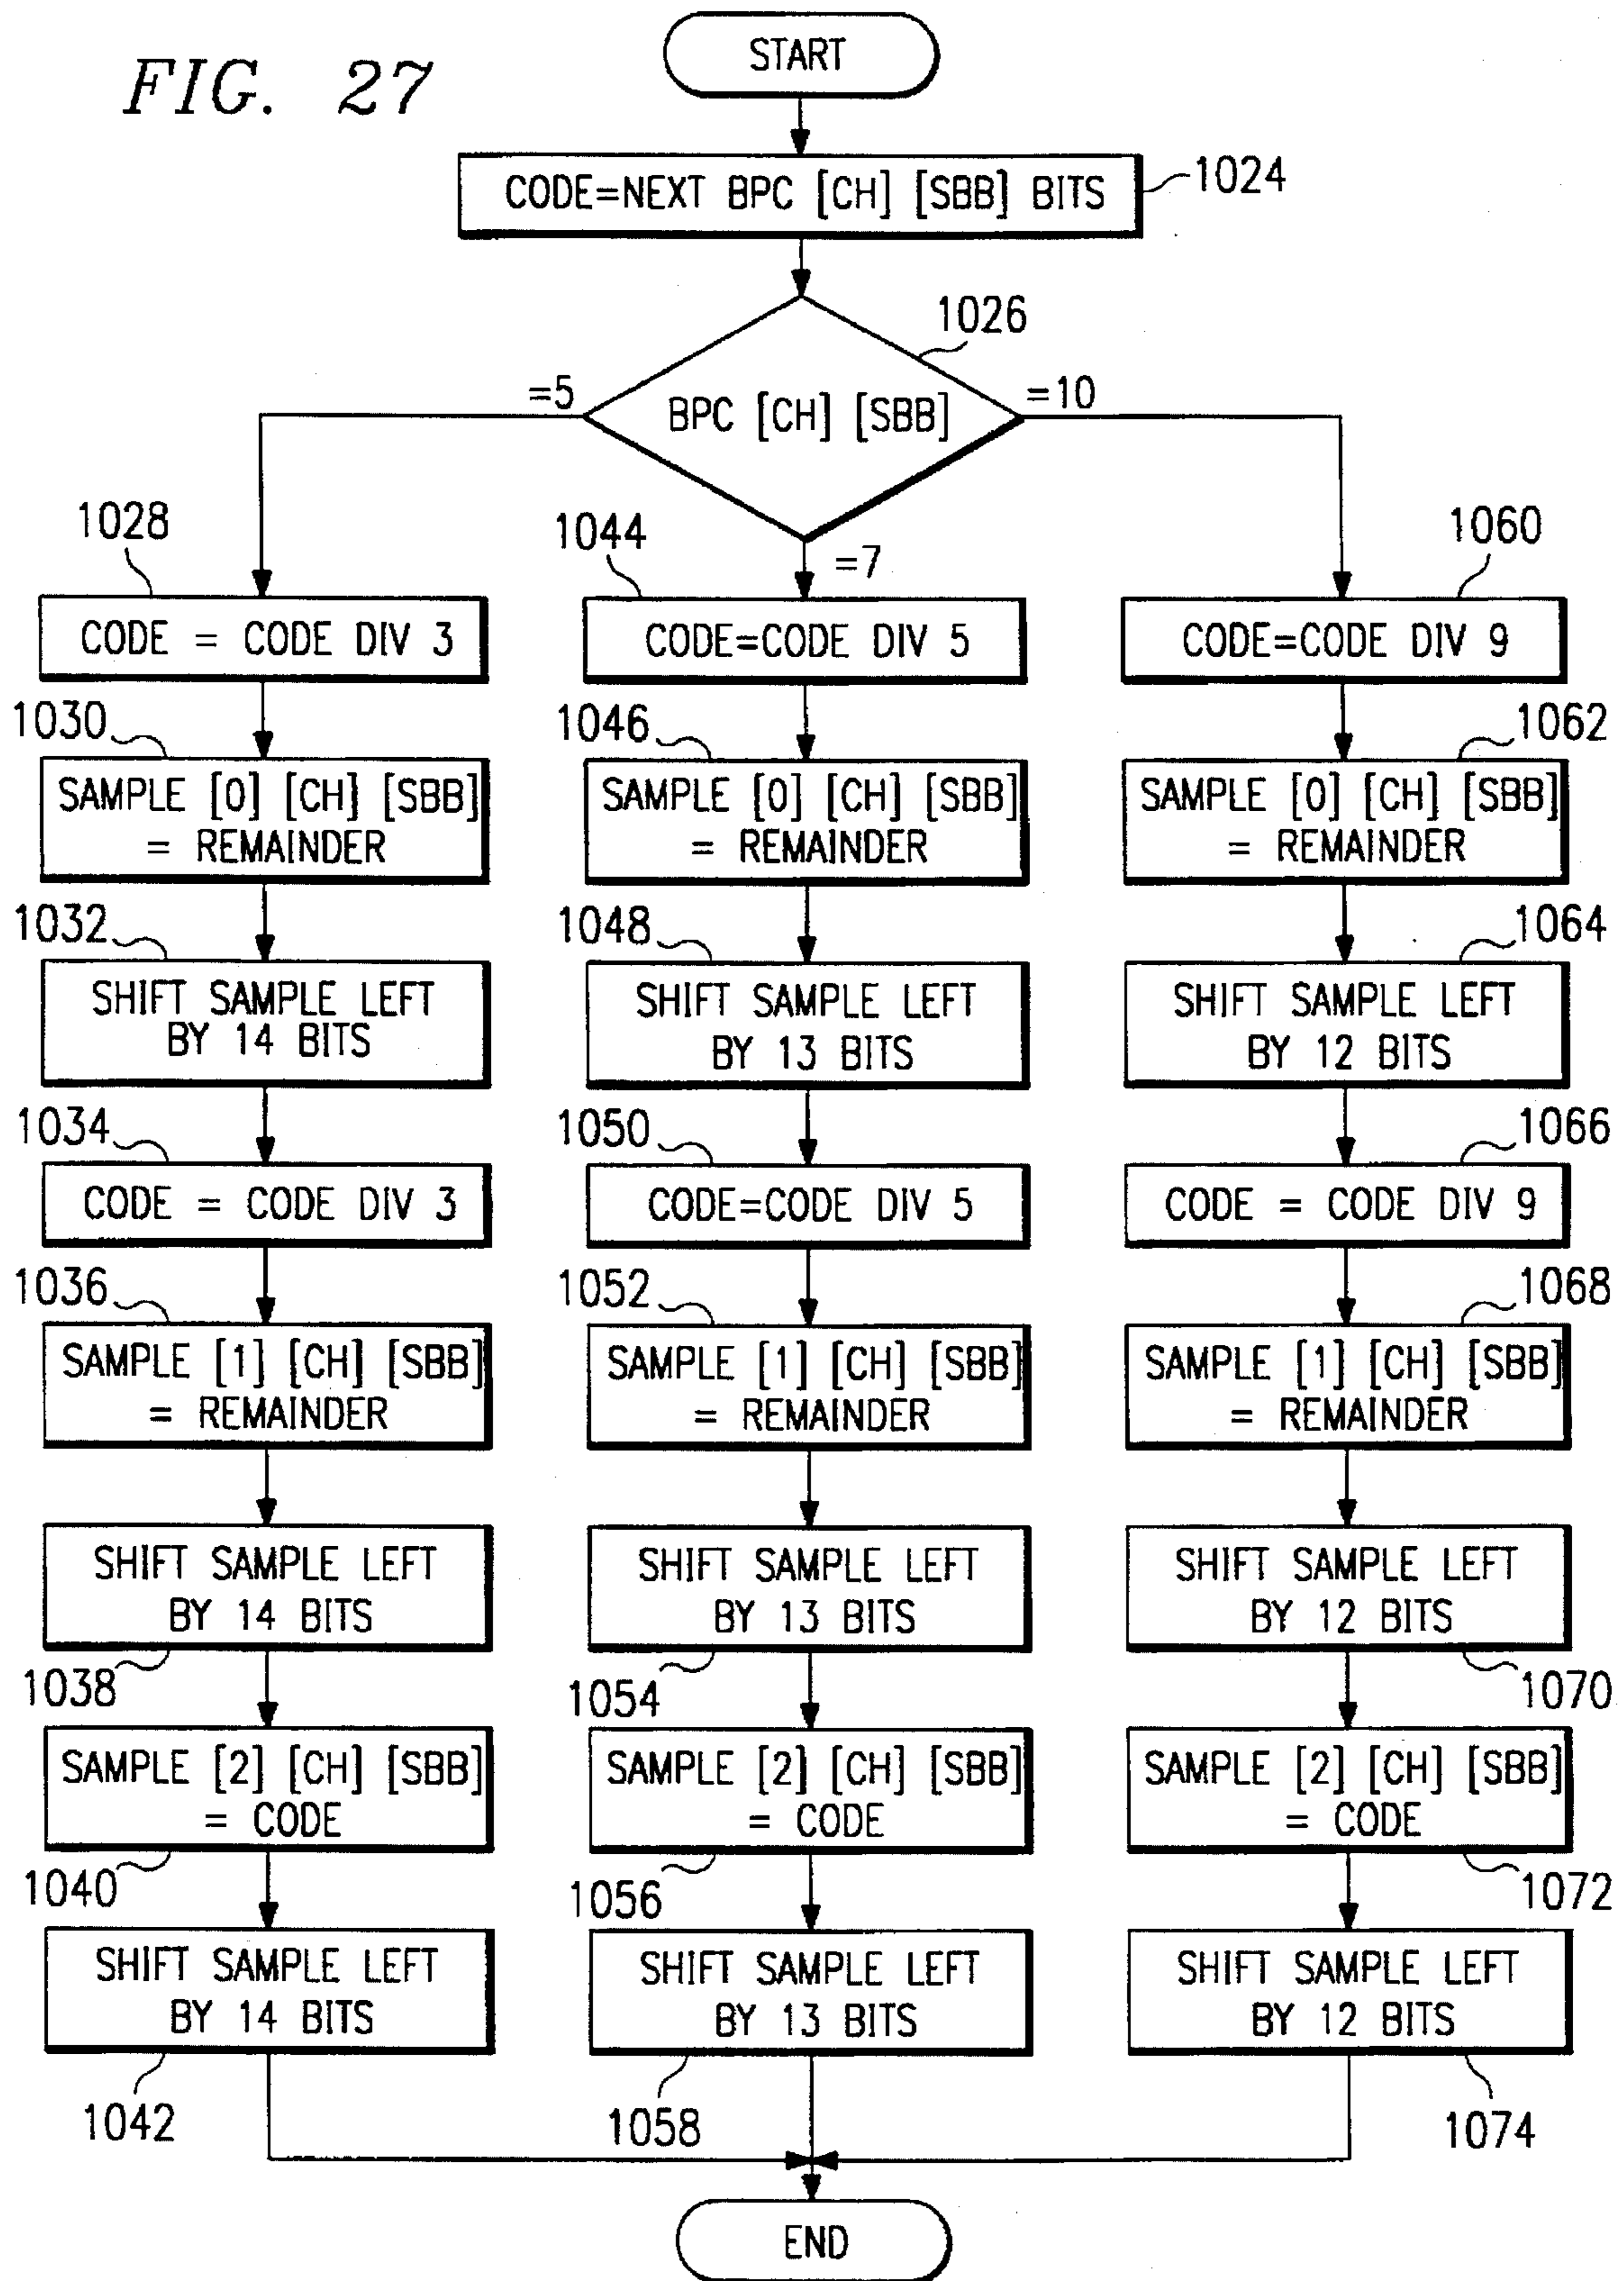 FIG. 27
START
CODE=NEXT BPC [CH] [SBB] BITS
1024
1026
BPC [CH] [SBB]
=5
=10
=7
1028
CODE = CODE DIV 3
1030
SAMPLE [0] [CH] [SBB]
= REMAINDER
1032
SHIFT SAMPLE LEFT
BY 14 BITS
1034
CODE = CODE DIV 3
1036
SAMPLE [1] [CH] [SBB]
= REMAINDER
SHIFT SAMPLE LEFT
BY 14 BITS
1038
SAMPLE [2] [CH] [SBB]
= CODE
1040
SHIFT SAMPLE LEFT
BY 14 BITS
1042
1044
CODE=CODE DIV 5
1046
SAMPLE [0] [CH] [SBB]
= REMAINDER
1048
SHIFT SAMPLE LEFT
BY 13 BITS
1050
CODE=CODE DIV 5
1052
SAMPLE [1] [CH] [SBB]
= REMAINDER
SHIFT SAMPLE LEFT
BY 13 BITS
1054
SAMPLE [2] [CH] [SBB]
= CODE
1056
SHIFT SAMPLE LEFT
BY 13 BITS
1058
1060
CODE=CODE DIV 9
1062
SAMPLE [0] [CH] [SBB]
= REMAINDER
1064
SHIFT SAMPLE LEFT
BY 12 BITS
1066
CODE = CODE DIV 9
1068
SAMPLE [1] [CH] [SBB]
= REMAINDER
SHIFT SAMPLE LEFT
BY 12 BITS
1070
SAMPLE [2] [CH] [SBB]
= CODE
1072
SHIFT SAMPLE LEFT
BY 12 BITS
1074
END